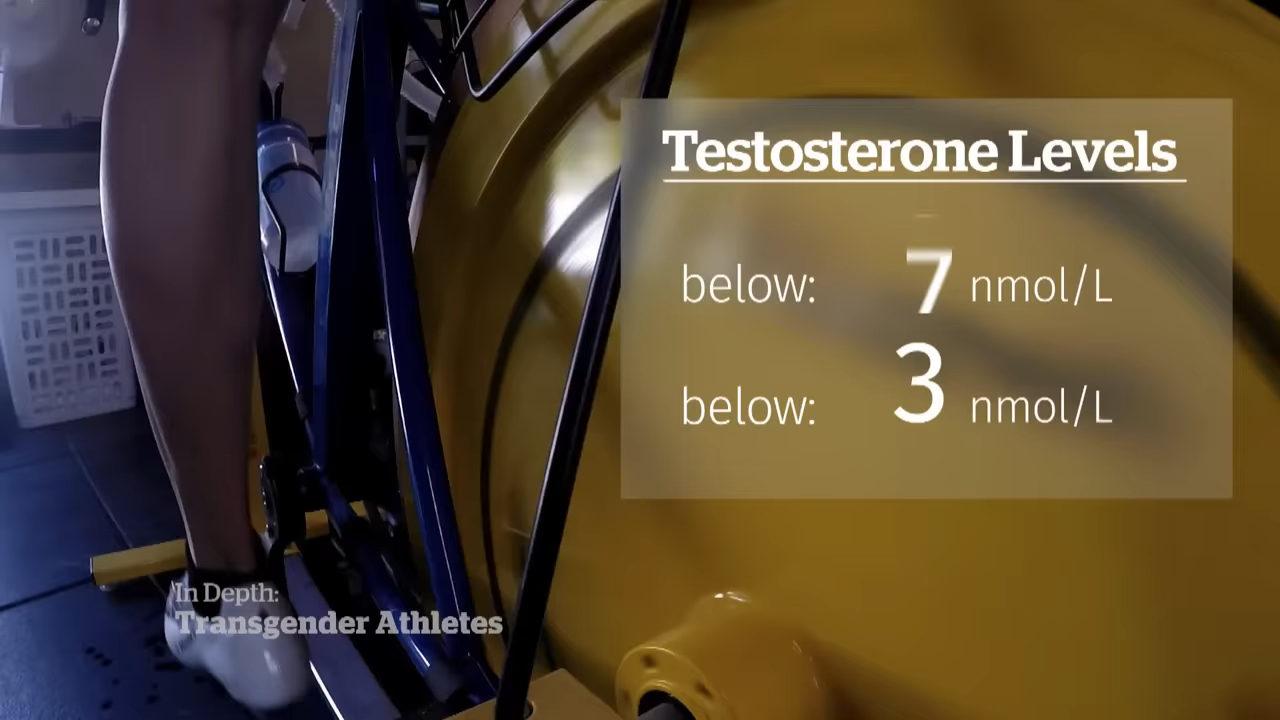 Testosterone Levels
below: 7 nmol/L
below: 3 nmol/L
In Depth:
Transgender Athletes